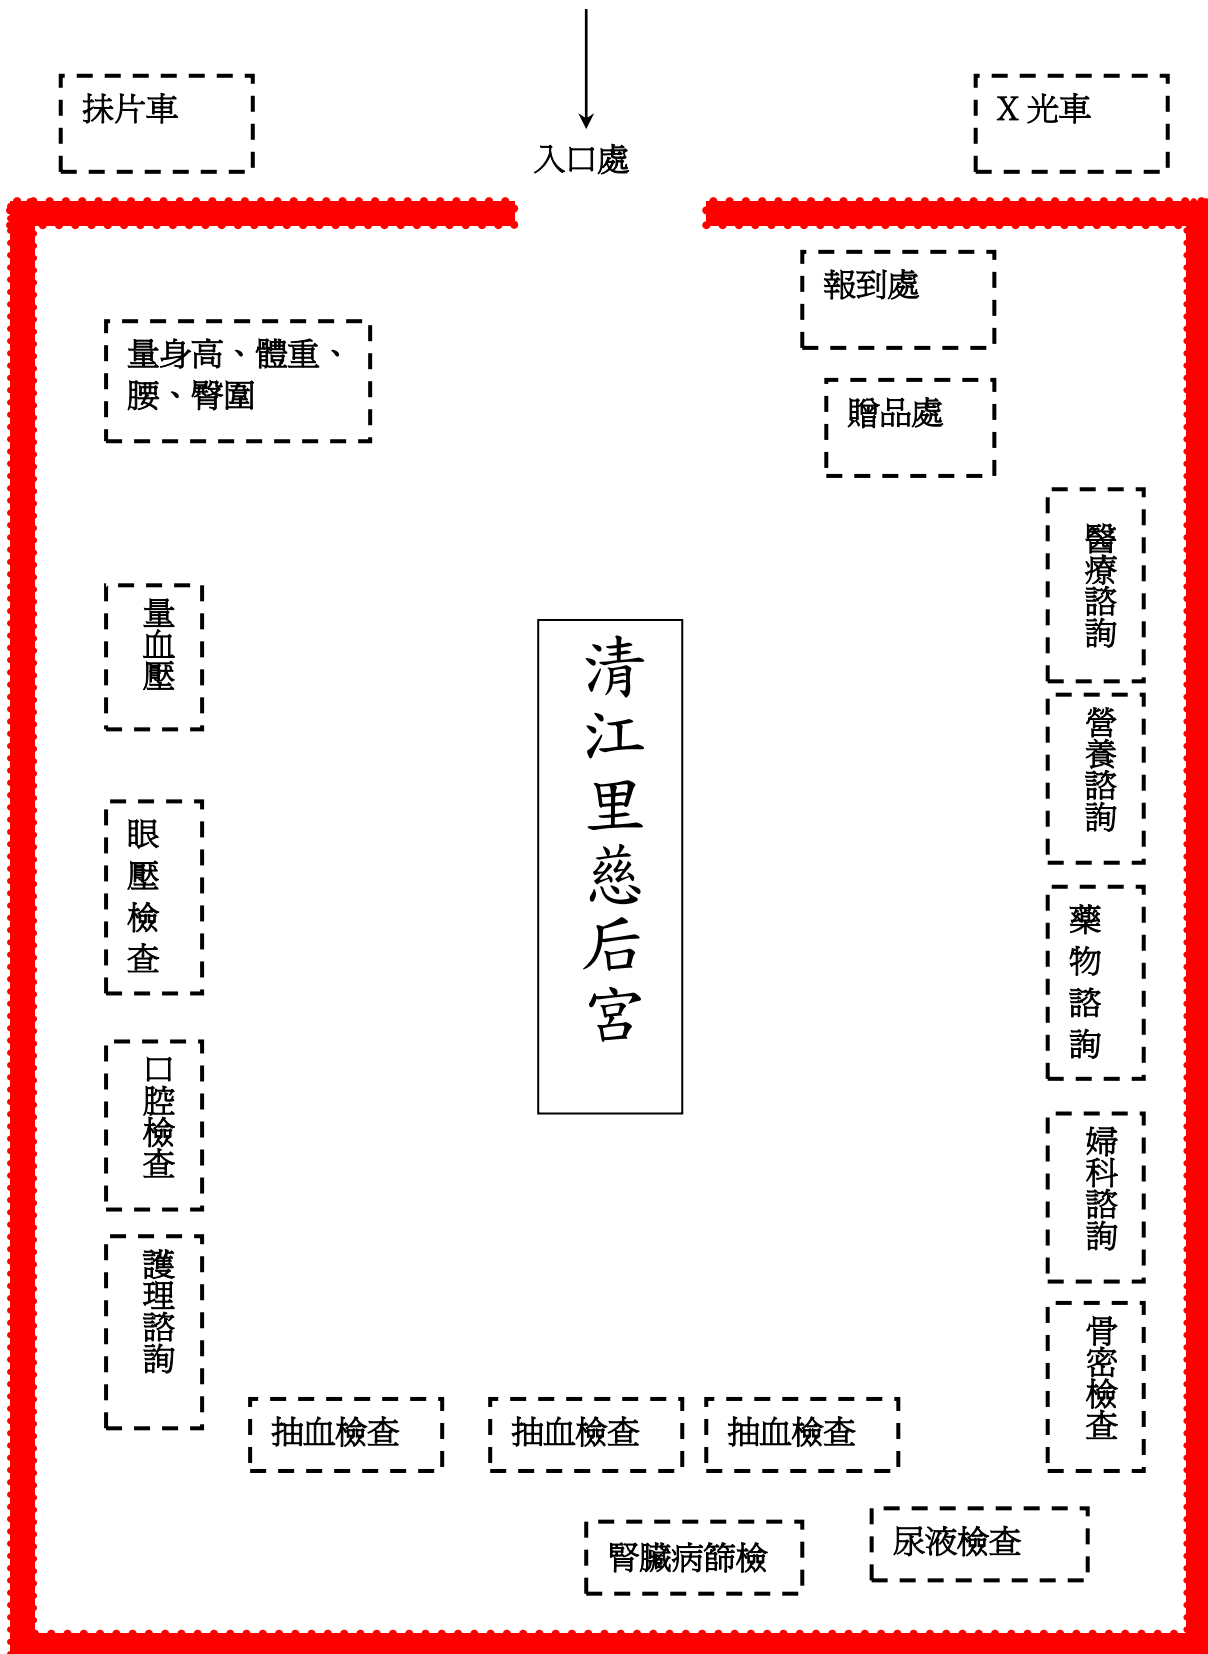 抹片車
X 光車
入口處
報到處
量身高、體重、
腰、臀圍
贈品處
醫療諮詢
量血壓
清江里慈后宮
營養諮詢
眼壓檢查
藥物諮詢
口腔檢查
婦科諮詢
護理諮詢
骨密檢查
抽血檢查
抽血檢查
抽血檢查
尿液檢查
腎臟病篩檢